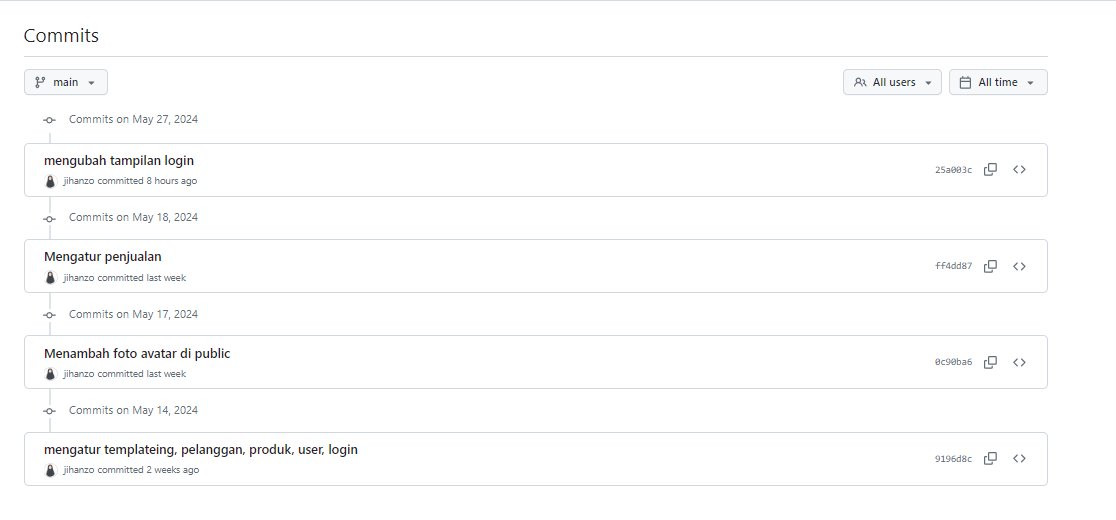 Commits
main
All users
All time
Commits on May 27, 2024
mengubah tampilan login
jihanzo committed 8 hours ago
25a003c
Commits on May 18, 2024
Mengatur penjualan
jihanzo committed last week
ff4dd87
Commits on May 17, 2024
Menambah foto avatar di public
jihanzo committed last week
0c90ba6
Commits on May 14, 2024
mengatur templateing, pelanggan, produk, user, login
jihanzo committed 2 weeks ago
9196d8c